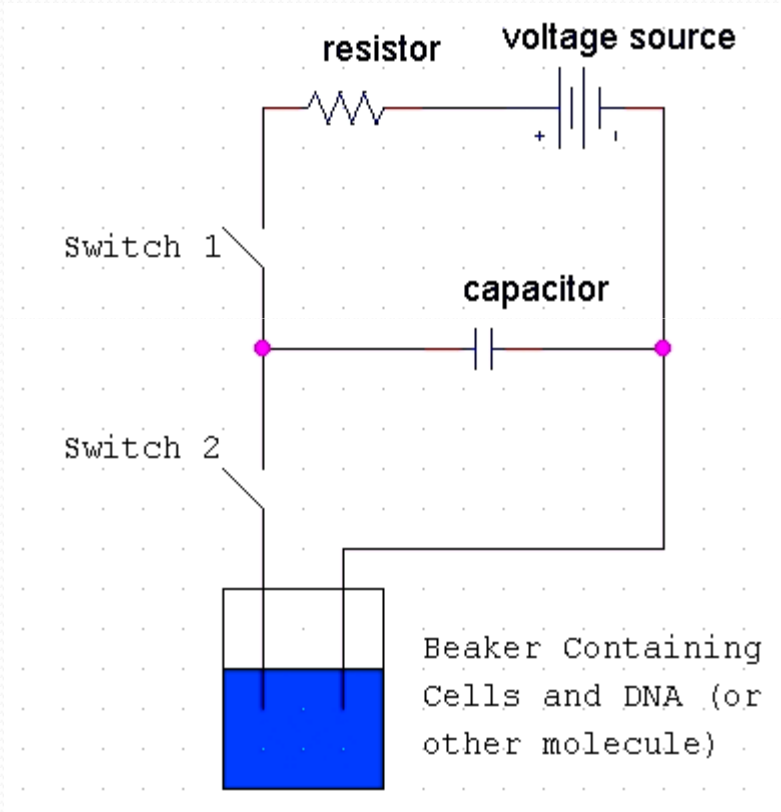 resistor
voltage source
+
Switch 1
capacitor
Switch 2
Beaker Containing
Cells and DNA (or
other molecule)